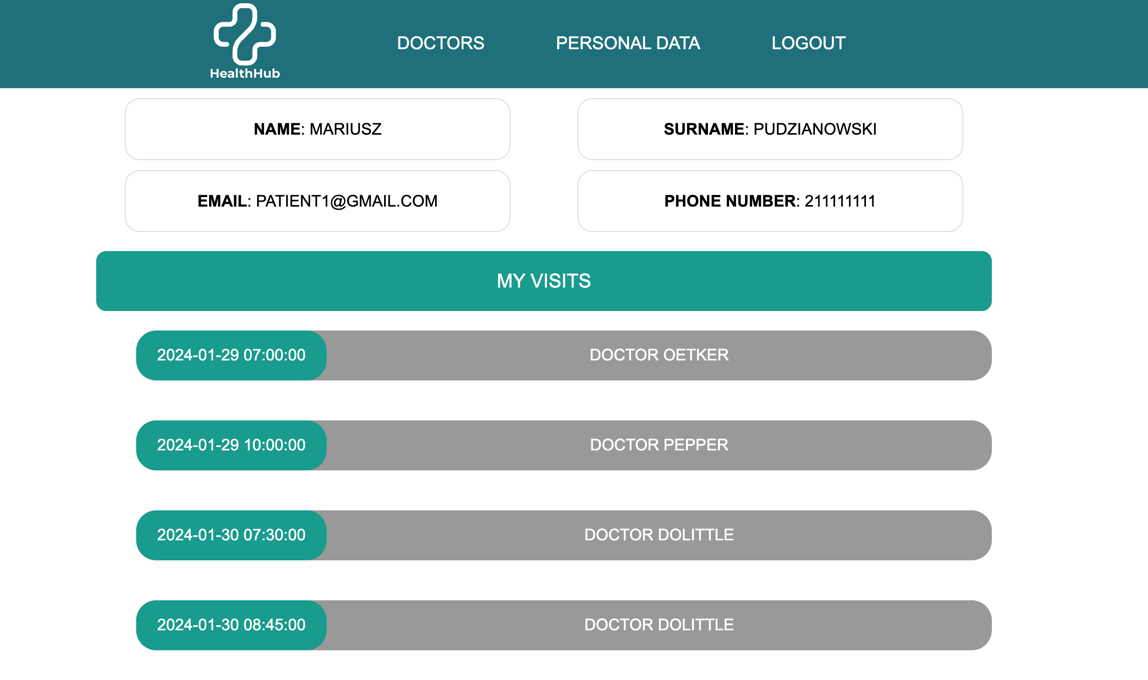 HealthHub
DOCTORS
PERSONAL DATA
LOGOUT
NAME: MARIUSZ
SURNAME: PUDZIANOWSKI
EMAIL: PATIENT1@GMAIL.COM
PHONE NUMBER: 211111111
MY VISITS
2024-01-29 07:00:00 DOCTOR OETKER
2024-01-29 10:00:00 DOCTOR PEPPER
2024-01-30 07:30:00 DOCTOR DOLITTLE
2024-01-30 08:45:00 DOCTOR DOLITTLE